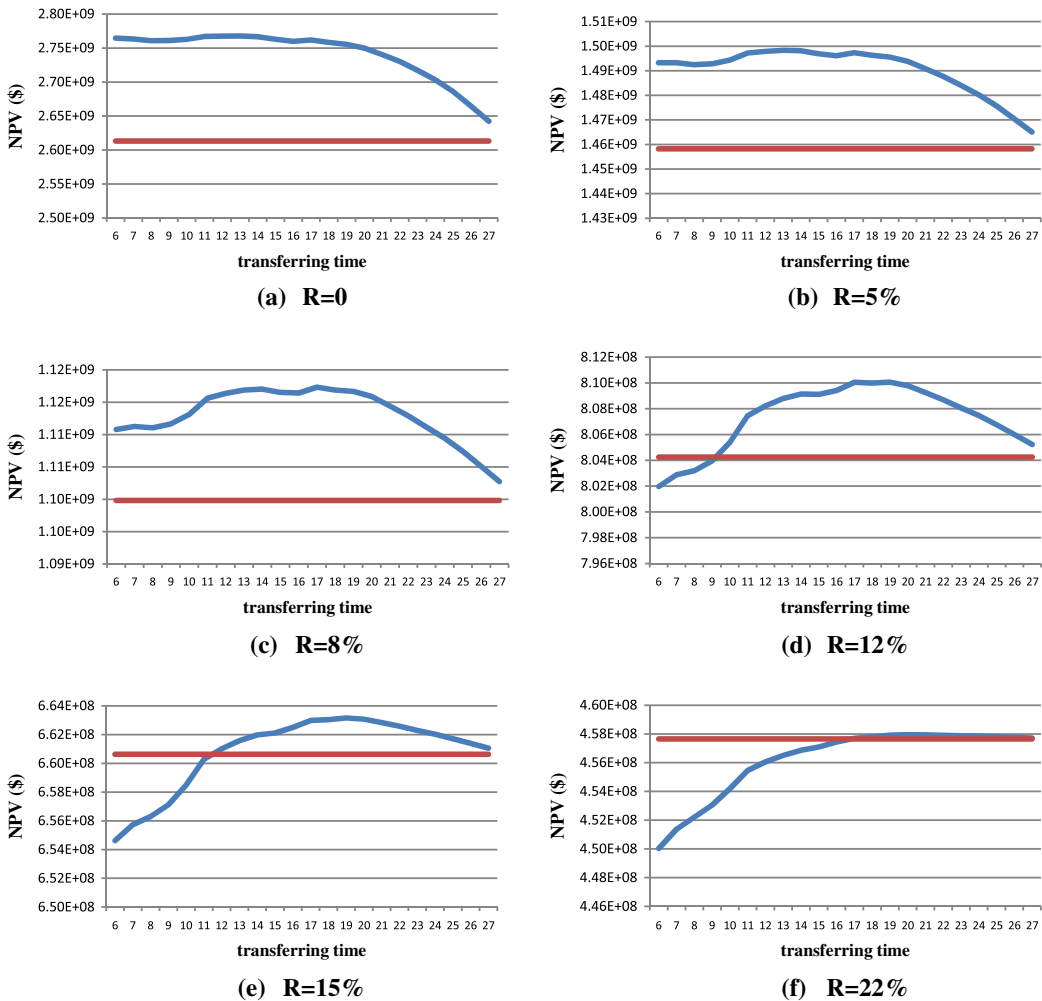 2.80E+09
2.75E+09
2.70E+09
2.65E+09
2.60E+09
2.55E+09
2.50E+09
NPV ($)
6 7 8 9 10 11 12 13 14 15 16 17 18 19 20 21 22 23 24 25 26 27
transferring time
(a) R=0
1.51E+09
1.50E+09
1.49E+09
1.48E+09
1.47E+09
1.46E+09
1.45E+09
1.44E+09
1.43E+09
NPV ($)
6 7 8 9 10 11 12 13 14 15 16 17 18 19 20 21 22 23 24 25 26 27
transferring time
(b) R=5%
1.12E+09
1.12E+09
1.11E+09
1.11E+09
1.10E+09
1.10E+09
1.09E+09
NPV ($)
6 7 8 9 10 11 12 13 14 15 16 17 18 19 20 21 22 23 24 25 26 27
transferring time
(c) R=8%
8.12E+08
8.10E+08
8.08E+08
8.06E+08
8.04E+08
8.02E+08
8.00E+08
7.98E+08
7.96E+08
NPV ($)
6 7 8 9 10 11 12 13 14 15 16 17 18 19 20 21 22 23 24 25 26 27
transferring time
(d) R=12%
6.64E+08
6.62E+08
6.60E+08
6.58E+08
6.56E+08
6.54E+08
6.52E+08
6.50E+08
NPV ($)
6 7 8 9 10 11 12 13 14 15 16 17 18 19 20 21 22 23 24 25 26 27
transferring time
(e) R=15%
4.60E+08
4.58E+08
4.56E+08
4.54E+08
4.52E+08
4.50E+08
4.48E+08
4.46E+08
NPV ($)
6 7 8 9 10 11 12 13 14 15 16 17 18 19 20 21 22 23 24 25 26 27
transferring time
(f) R=22%